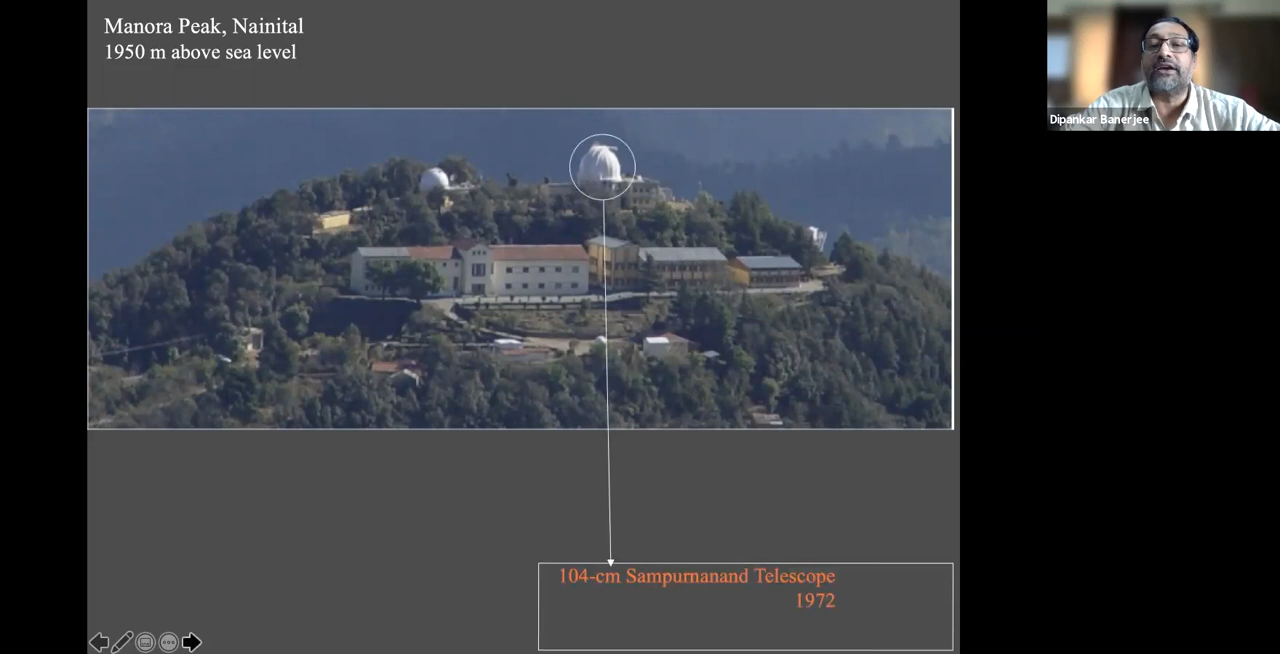 Manora Peak, Nainital
1950 m above sea level
Dipankar Banerjee
104-cm Sampurnanand Telescope
1972